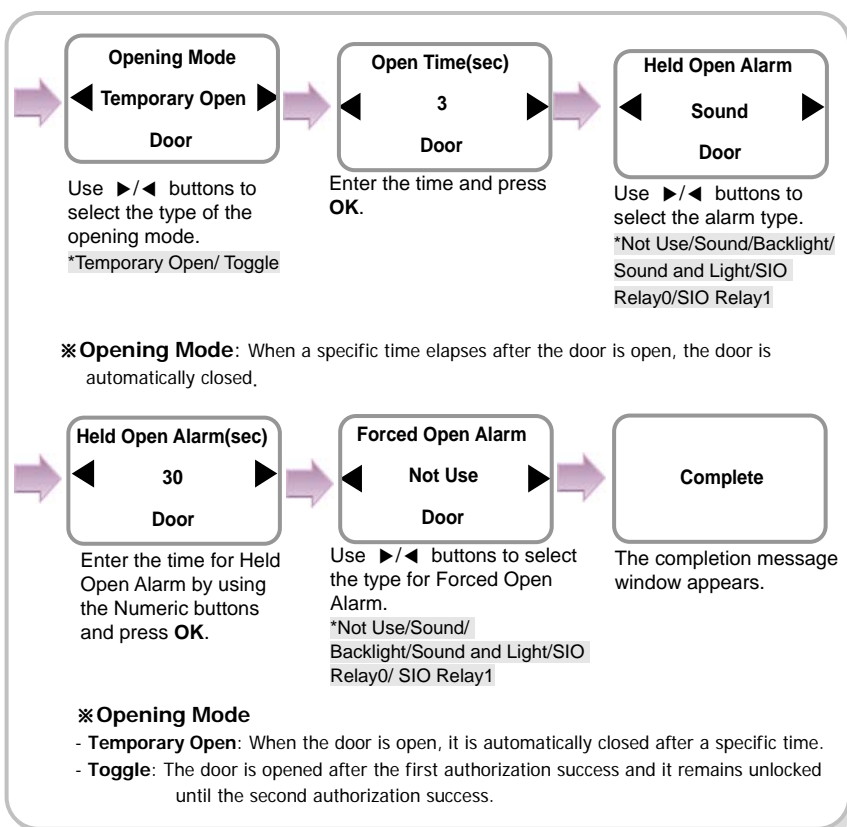 Opening Mode
◀ Temporary Open ▶
Door
Use ▶/◀ buttons to
select the type of the
opening mode.
*Temporary Open/ Toggle
Open Time(sec)
◀ 3 ▶
Door
Enter the time and press
OK.
Held Open Alarm
◀ Sound ▶
Door
Use ▶/◀ buttons to
select the alarm type.
*Not Use/Sound/Backlight/
Sound and Light/SIO
Relay0/SIO Relay1
※Opening Mode: When a specific time elapses after the door is open, the door is
automatically closed.
Held Open Alarm(sec)
◀ 30 ▶
Door
Enter the time for Held
Open Alarm by using
the Numeric buttons
and press OK.
Forced Open Alarm
◀ Not Use ▶
Door
Use ▶/◀ buttons to select
the type for Forced Open
Alarm.
*Not Use/Sound/
Backlight/Sound and Light/SIO
Relay0/ SIO Relay1
Complete
The completion message
window appears.
※Opening Mode
- Temporary Open: When the door is open, it is automatically closed after a specific time.
- Toggle: The door is opened after the first authorization success and it remains unlocked
until the second authorization success.